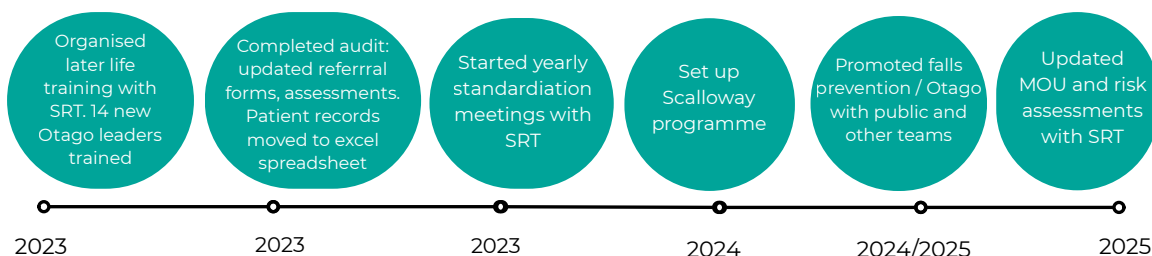 Organised
later life
training with
SRT. 14 new
Otago leaders
trained
Completed audit:
updated referrral
forms, assessments.
Patient records
moved to excel
spreadsheet
Started yearly
standardiation
meetings with
SRT
Set up
Scalloway
programme
Promoted falls
prevention / Otago
with public and
other teams
Updated
MOU and risk
assessments
with SRT
2023
2023
2023
2024
2024/2025
2025